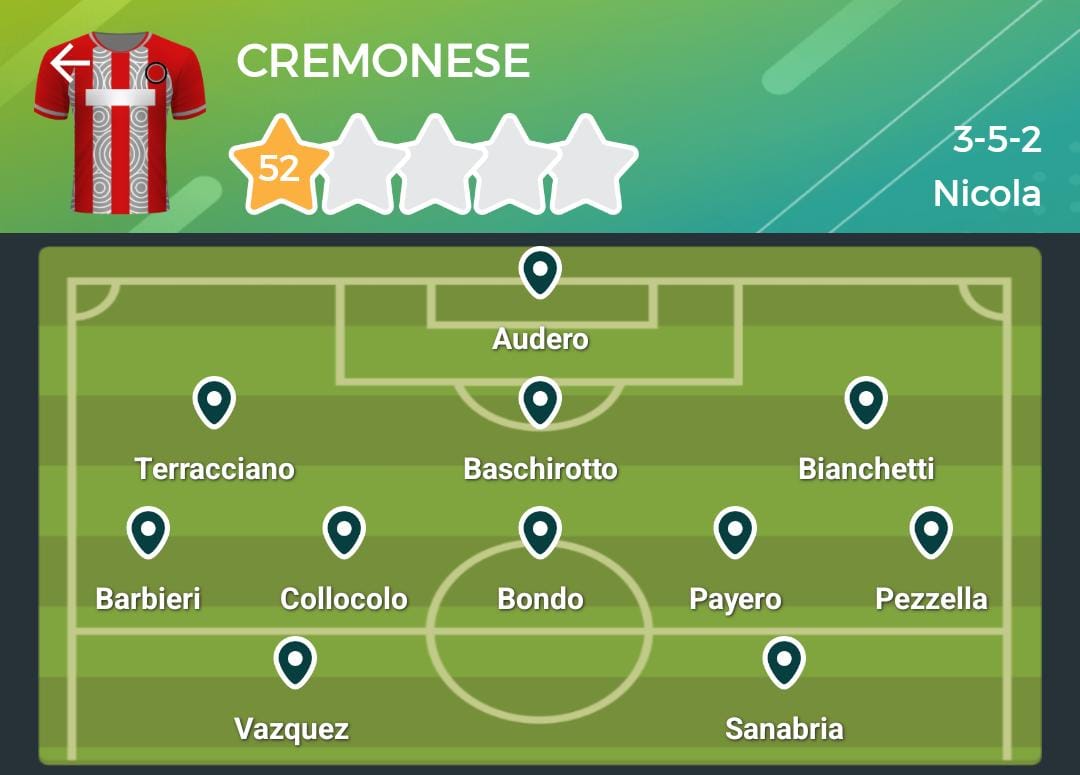 CREMONESE
52
3-5-2
Nicola
Audero
Terracciano Baschirotto Bianchetti
Barbieri Collocolo Bondo Payero Pezzella
Vazquez Sanabria